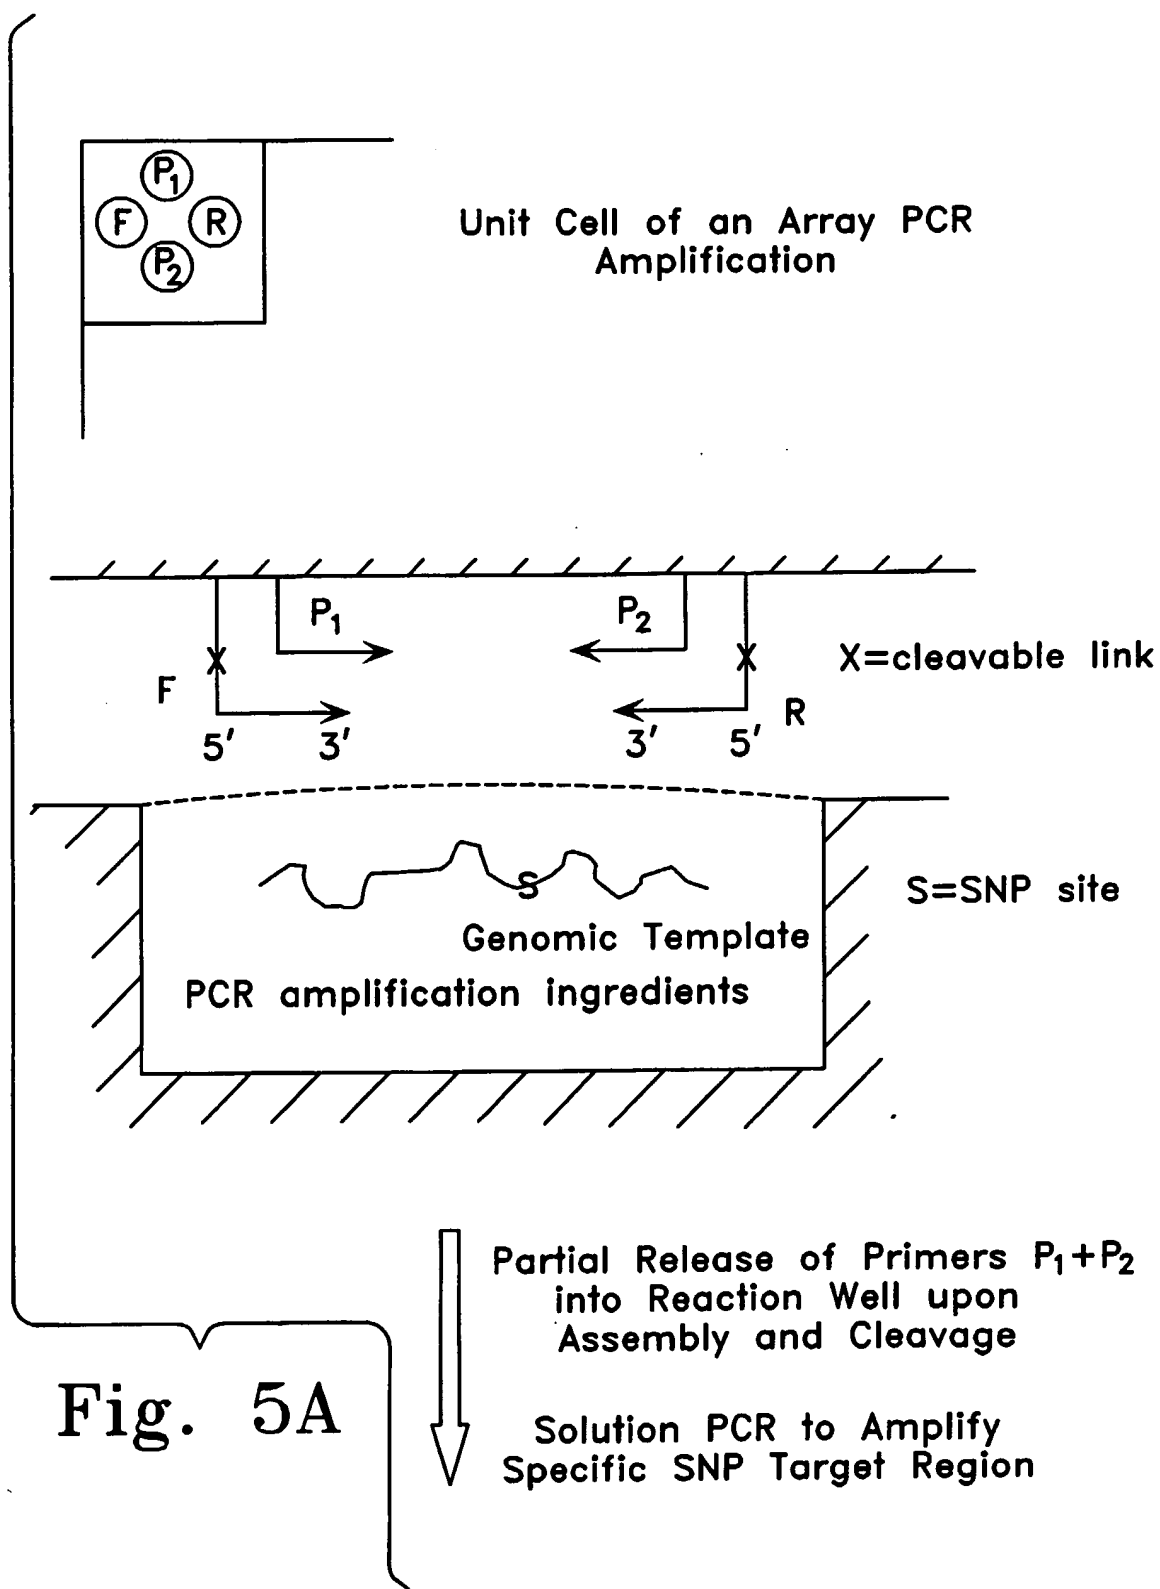 P₁
F R
P₂
Unit Cell of an Array PCR
Amplification
P₁ P₂
X X
X=cleavable link
F R
5' 3' 3' 5'
S
S=SNP site
Genomic Template
PCR amplification ingredients
Partial Release of Primers P₁+P₂
into Reaction Well upon
Assembly and Cleavage
Fig. 5A
Solution PCR to Amplify
Specific SNP Target Region